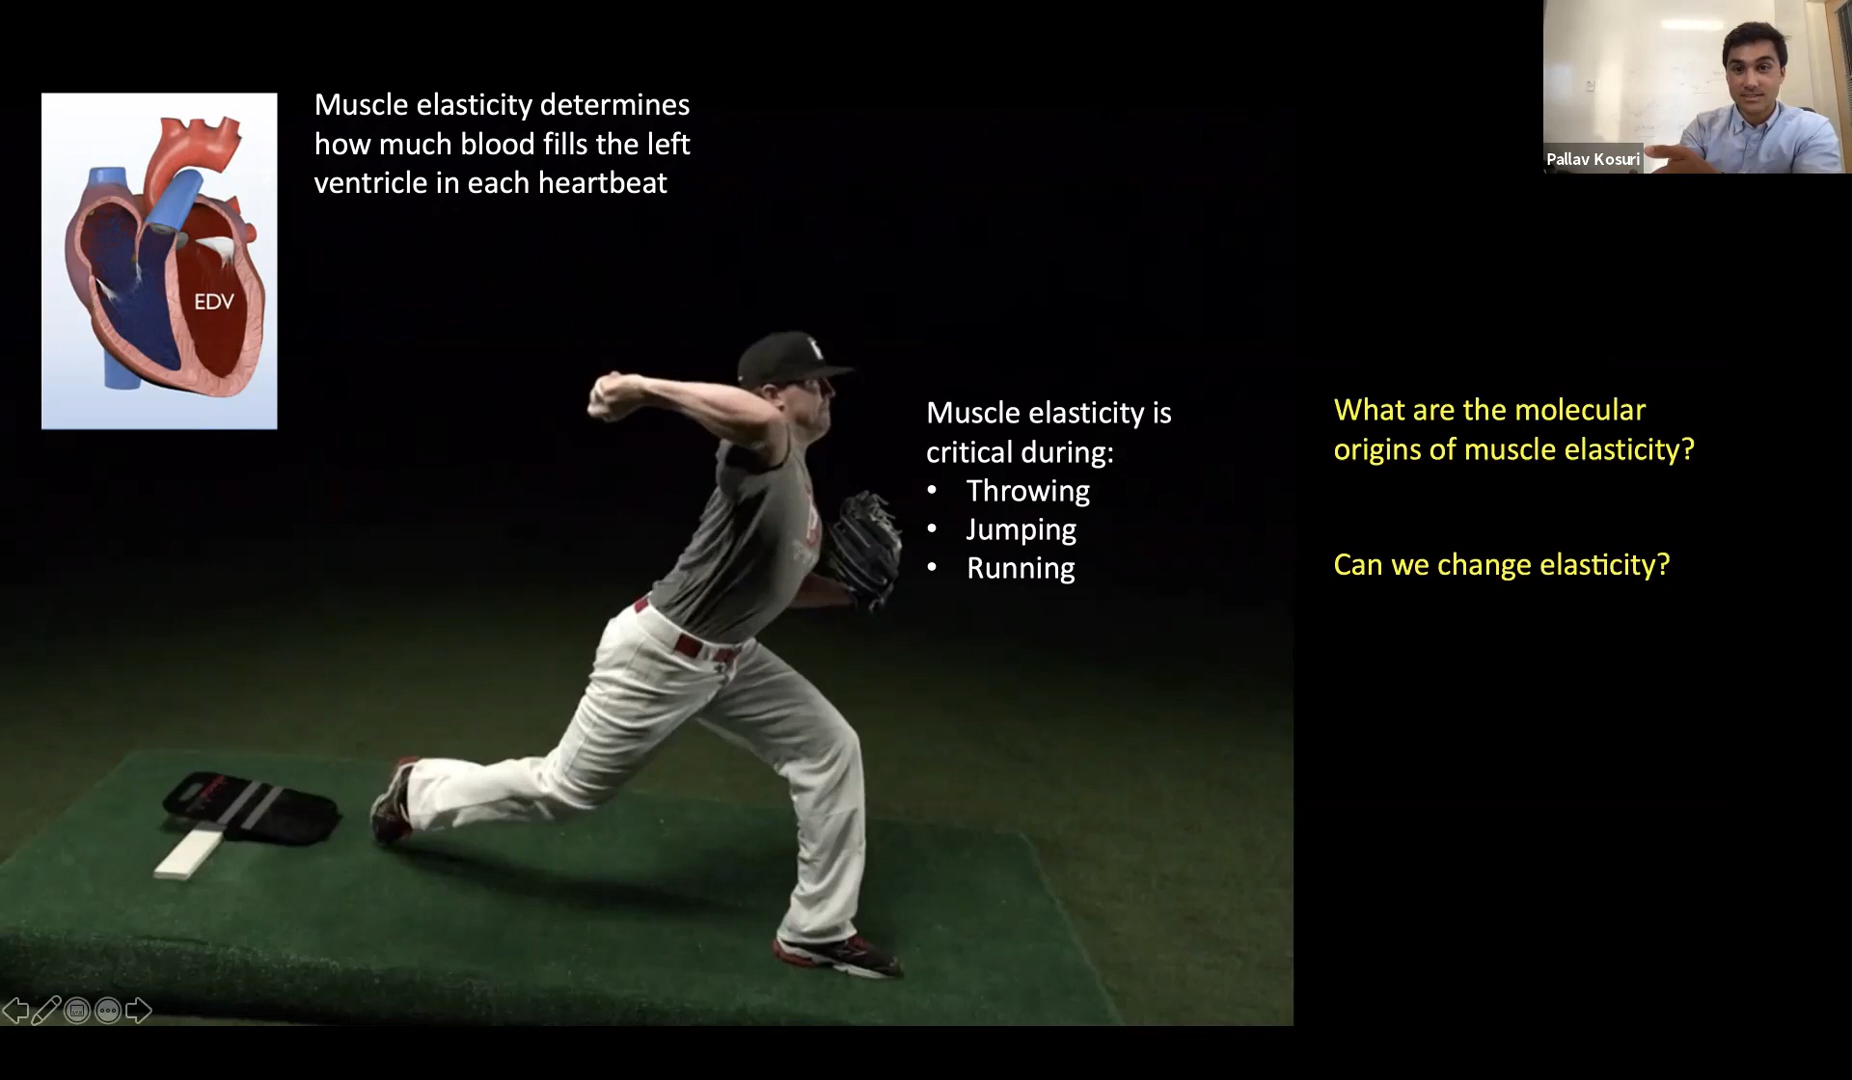 Muscle elasticity determines
how much blood fills the left
ventricle in each heartbeat
EDV
Pallav Kosuri
Muscle elasticity is
critical during:
• Throwing
• Jumping
• Running
What are the molecular
origins of muscle elasticity?
Can we change elasticity?